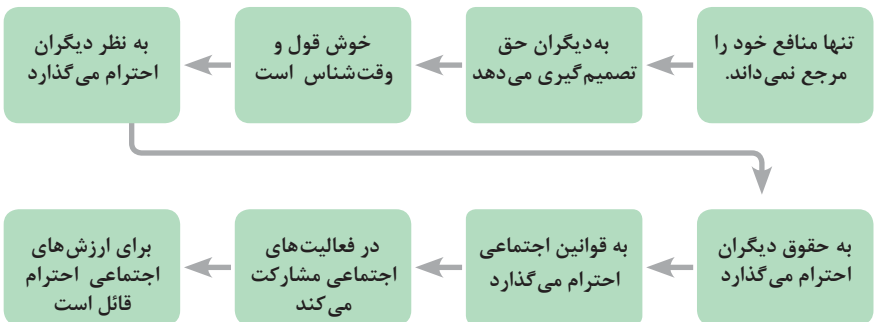 تنها منافع خود را
مرجع نمی‌داند.
به‌دیگران حق
تصمیم‌گیری می‌دهد
خوش قول و
وقت‌شناس است
به نظر دیگران
احترام می‌گذارد
به حقوق دیگران
احترام می‌گذارد
به قوانین اجتماعی
احترام می‌گذارد
در فعالیت‌های
اجتماعی مشارکت
می‌کند
برای ارزش‌های
اجتماعی احترام
قائل است